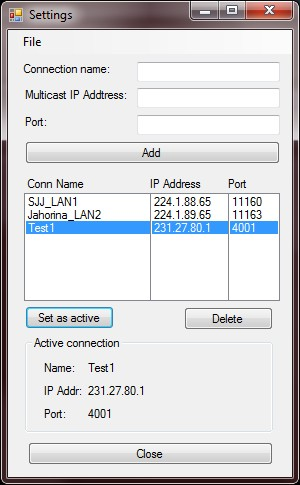 Settings
File
Connection name:
Multicast IP Addtress:
Port:
Add
Conn Name IP Address Port
SJJ_LAN1 224.1.88.65 11160
Jahorina_LAN2 224.1.89.65 11163
Test1 231.27.80.1 4001
Set as active Delete
Active connection
Name: Test1
IP Addr: 231.27.80.1
Port: 4001
Close